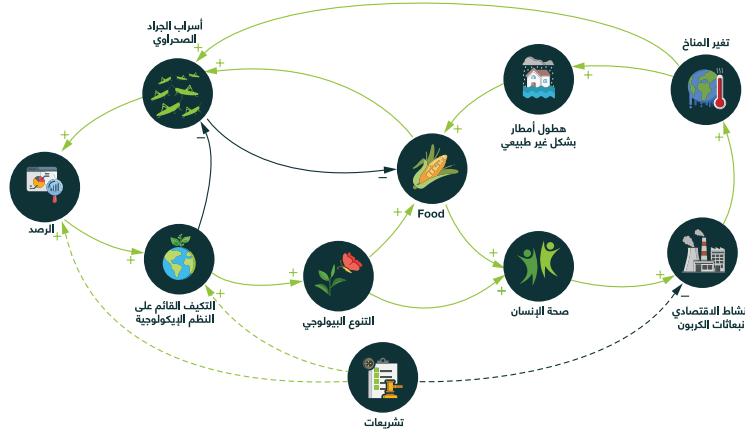 أسراب الجراد
الصحراوي
تغير المناخ
هطول أمطار
بشكل غير طبيعي
Food
الرصد
التكيف القائم على
النظم الإيكولوجية
التنوع البيولوجي
صحة الإنسان
نشاط الاقتصادي
نبعاثات الكربون
تشريعات
+
+
+
+
+
+
–
–
+
+
+
+
+
+
+
+
+
+
–